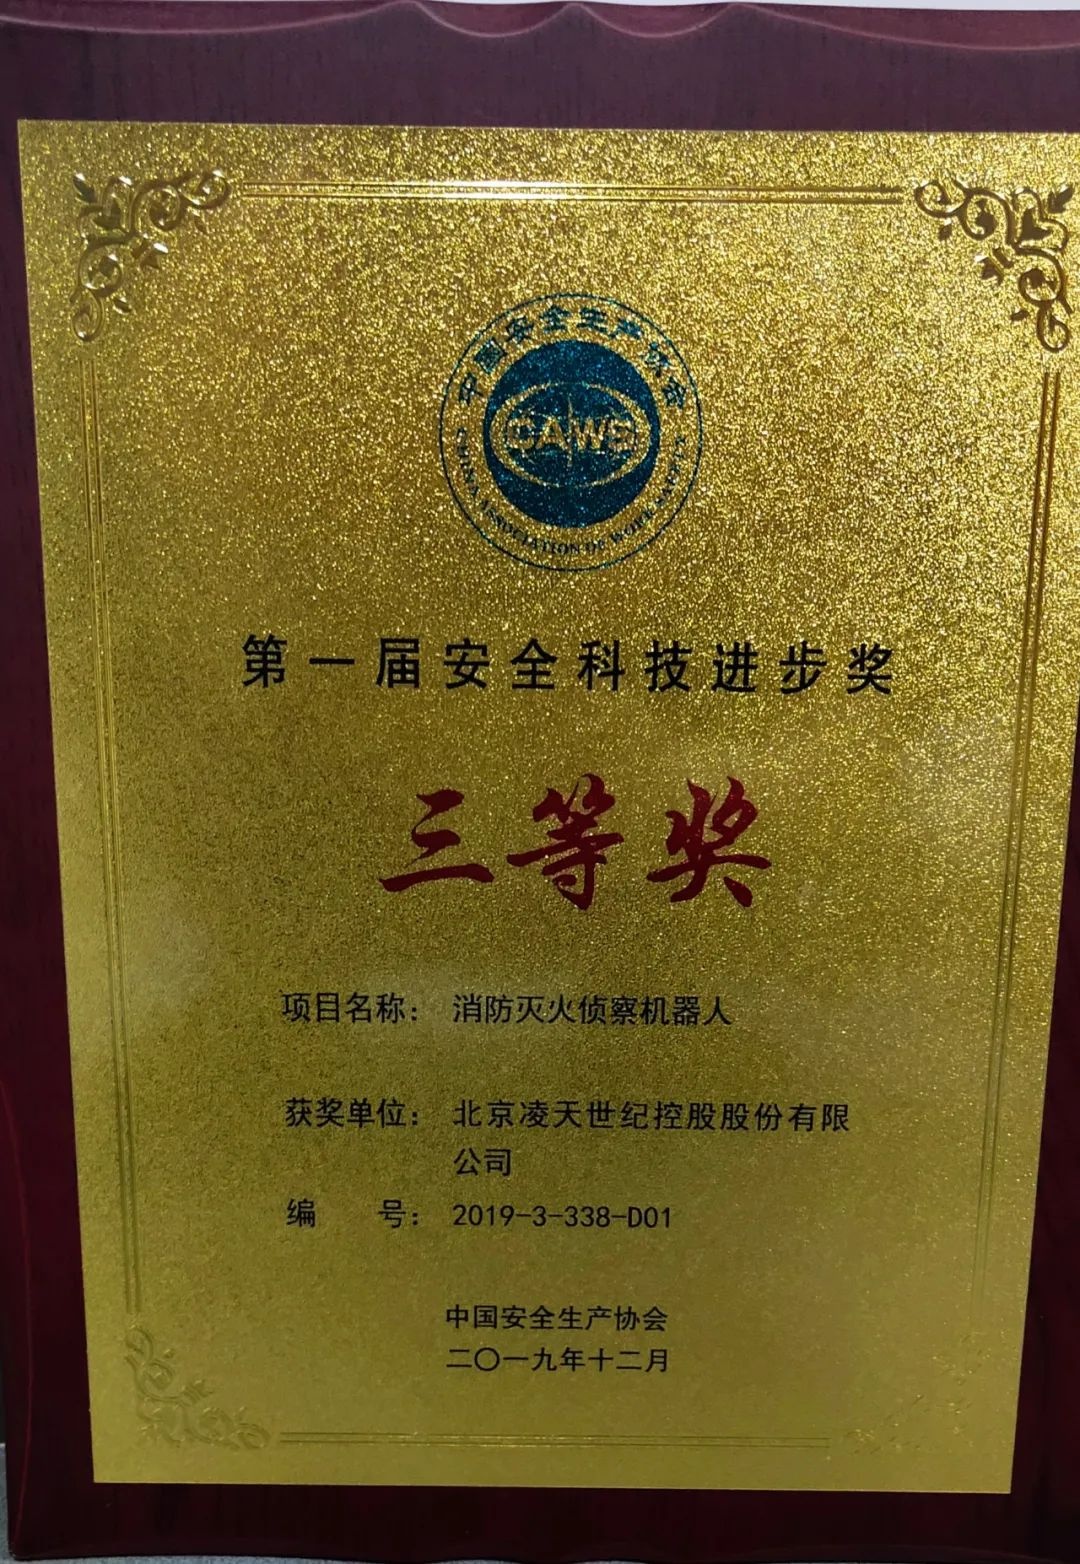 中国安全生产协会
CAWS
CHINA ASSOCIATION OF WORK SAFETY
第一届安全科技进步奖
三等奖
项目名称： 消防灭火侦察机器人
获奖单位： 北京凌天世纪控股股份有限
公司
编 号： 2019-3-338-D01
中国安全生产协会
二〇一九年十二月